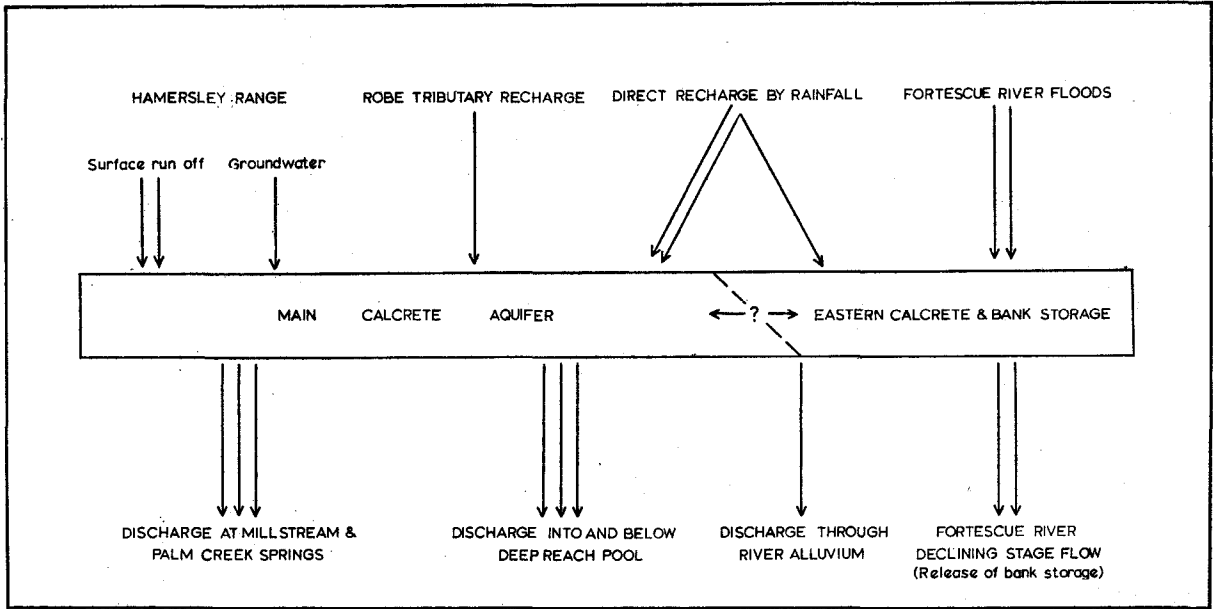 HAMERSLEY RANGE
ROBE TRIBUTARY RECHARGE
DIRECT RECHARGE BY RAINFALL
FORTESCUE RIVER FLOODS
Surface run off
Groundwater
MAIN CALCRETE AQUIFER
?
EASTERN CALCRETE & BANK STORAGE
DISCHARGE AT MILLSTREAM &
PALM CREEK SPRINGS
DISCHARGE INTO AND BELOW
DEEP REACH POOL
DISCHARGE THROUGH
RIVER ALLUVIUM
FORTESCUE RIVER
DECLINING STAGE FLOW
(Release of bank storage)